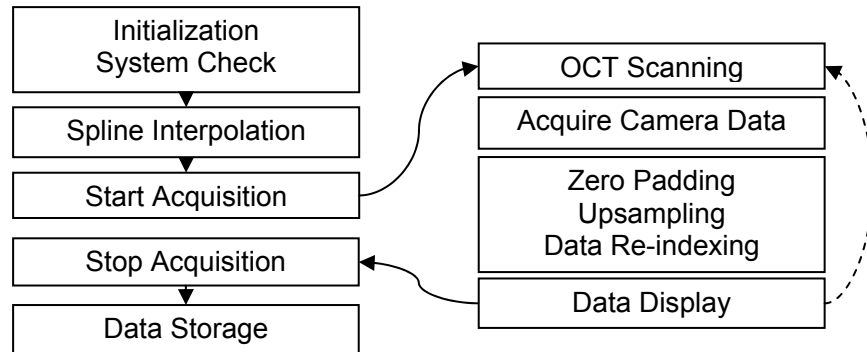 Initialization
System Check
Spline Interpolation
Start Acquisition
Stop Acquisition
Data Storage
OCT Scanning
Acquire Camera Data
Zero Padding
Upsampling
Data Re-indexing
Data Display